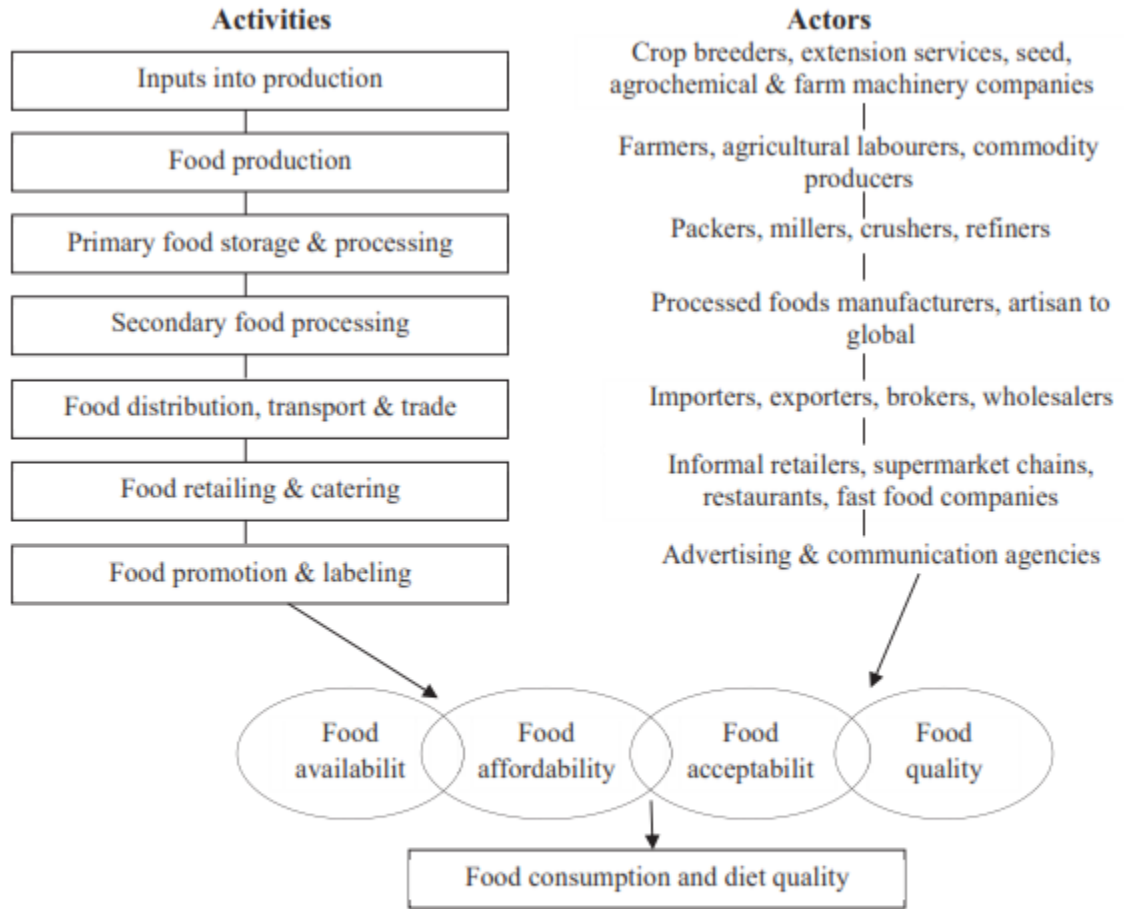 Activities
Inputs into production
Food production
Primary food storage & processing
Secondary food processing
Food distribution, transport & trade
Food retailing & catering
Food promotion & labeling
Actors
Crop breeders, extension services, seed,
agrochemical & farm machinery companies
Farmers, agricultural labourers, commodity
producers
Packers, millers, crushers, refiners
Processed foods manufacturers, artisan to
global
Importers, exporters, brokers, wholesalers
Informal retailers, supermarket chains,
restaurants, fast food companies
Advertising & communication agencies
Food
availabilit
Food
affordability
Food
acceptabilit
Food
quality
Food consumption and diet quality